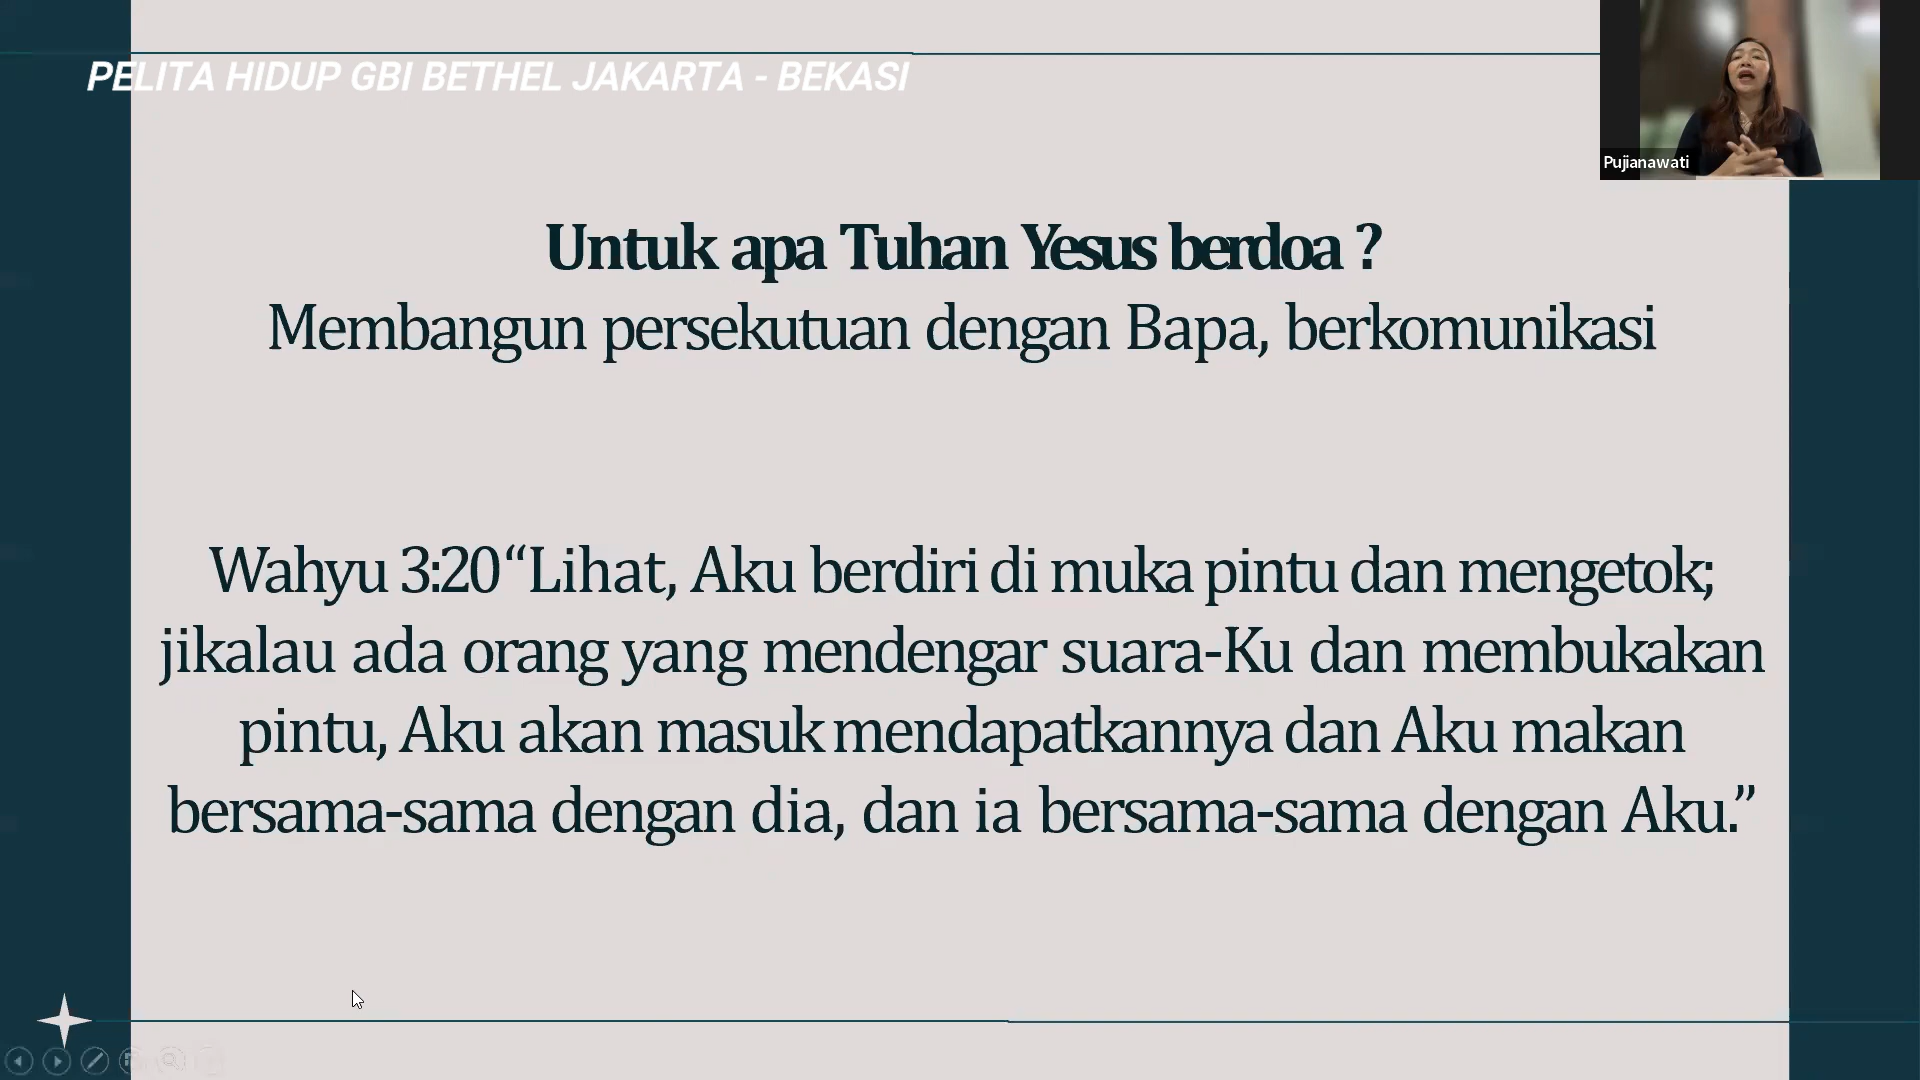 PELITA HIDUP GBI BETHEL JAKARTA - BEKASI
Pujianawati
Untuk apa Tuhan Yesus berdoa ?
Membangun persekutuan dengan Bapa, berkomunikasi
Wahyu 3:20 “Lihat, Aku berdiri di muka pintu dan mengetok;
jikalau ada orang yang mendengar suara-Ku dan membukakan
pintu, Aku akan masuk mendapatkannya dan Aku makan
bersama-sama dengan dia, dan ia bersama-sama dengan Aku.”